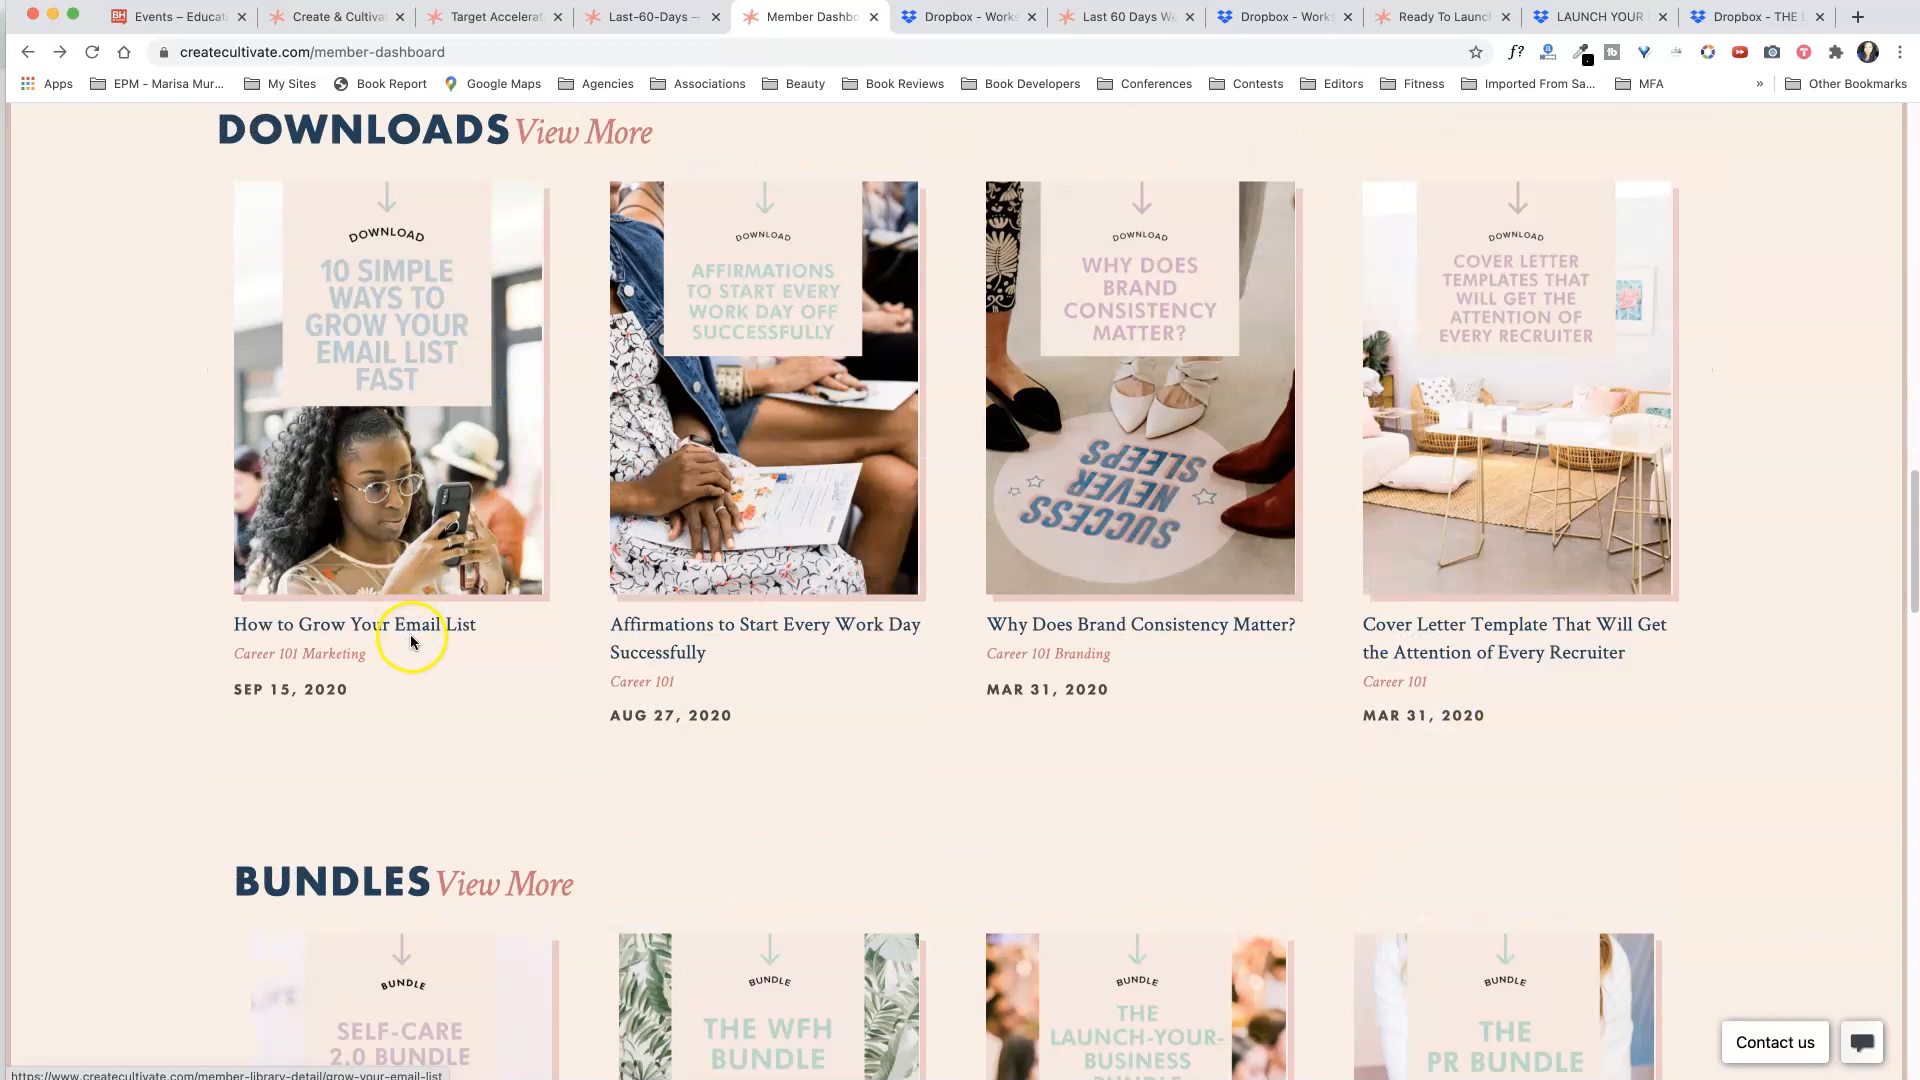 Events – Educat
Create & Cultiva
Target Accelerat
Last-60-Days —
Member Dashbo
Dropbox - Works
Last 60 Days We
Dropbox - Works
Ready To Launch
LAUNCH YOUR
Dropbox - THE
createcultivate.com/member-dashboard
Apps
EPM - Marisa Mur...
My Sites
Book Report
Google Maps
Agencies
Associations
Beauty
Book Reviews
Book Developers
Conferences
Contests
Editors
Fitness
Imported From Sa...
MFA
»
Other Bookmarks
DOWNLOADS View More
DOWNLOAD
10 SIMPLE
WAYS TO
GROW YOUR
EMAIL LIST
FAST
DOWNLOAD
AFFIRMATIONS
TO START EVERY
WORK DAY OFF
SUCCESSFULLY
DOWNLOAD
WHY DOES
BRAND
CONSISTENCY
MATTER?
SUCCESS
NEVER
SLEEPS
DOWNLOAD
COVER LETTER
TEMPLATES THAT
WILL GET THE
ATTENTION OF
EVERY RECRUITER
How to Grow Your Email List
Career 101 Marketing
SEP 15, 2020
Affirmations to Start Every Work Day
Successfully
Career 101
AUG 27, 2020
Why Does Brand Consistency Matter?
Career 101 Branding
MAR 31, 2020
Cover Letter Template That Will Get
the Attention of Every Recruiter
Career 101
MAR 31, 2020
BUNDLES View More
BUNDLE
SELF-CARE
2.0 BUNDLE
BUNDLE
THE WFH
BUNDLE
BUNDLE
THE
LAUNCH-YOUR-
BUSINESS
BUNDLE
THE
PR BUNDLE
Contact us
https://www.createcultivate.com/member-library-detail/grow-your-email-list